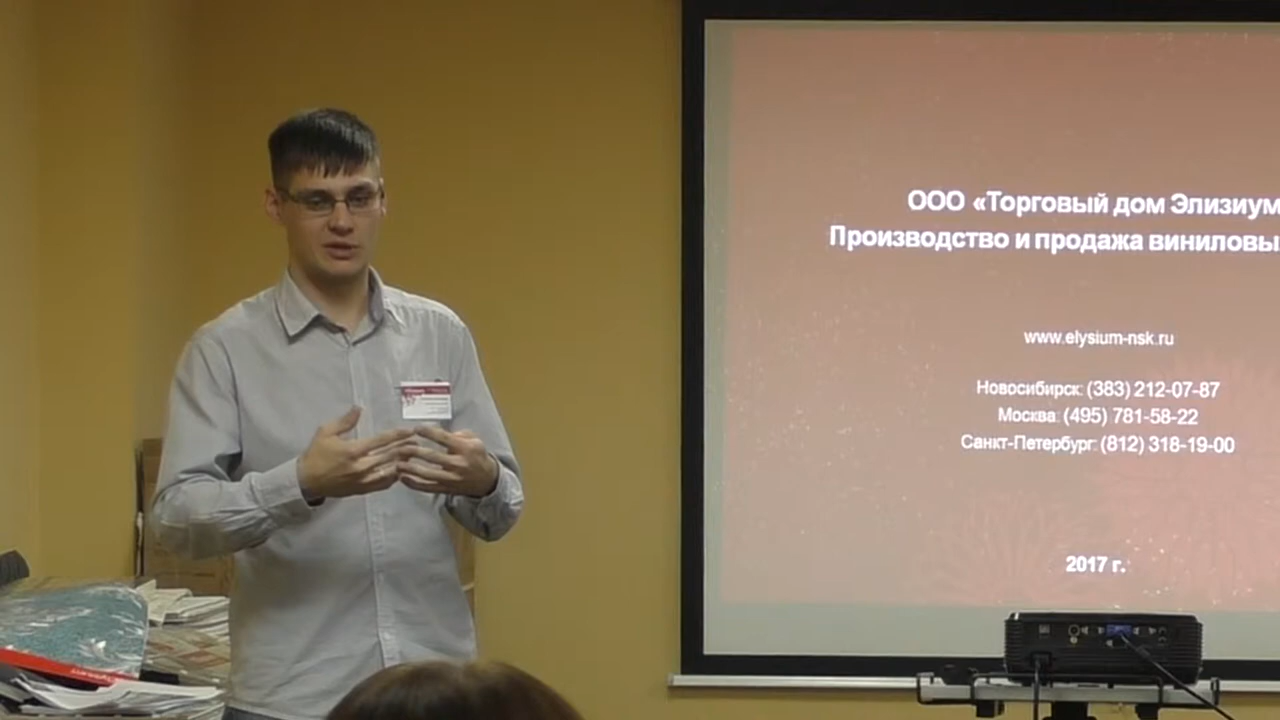 ООО «Торговый дом Элизиум
Производство и продажа виниловы
www.elysium-nsk.ru
Новосибирск: (383) 212-07-87
Москва: (495) 781-58-22
Санкт-Петербург: (812) 318-19-00
2017 г.